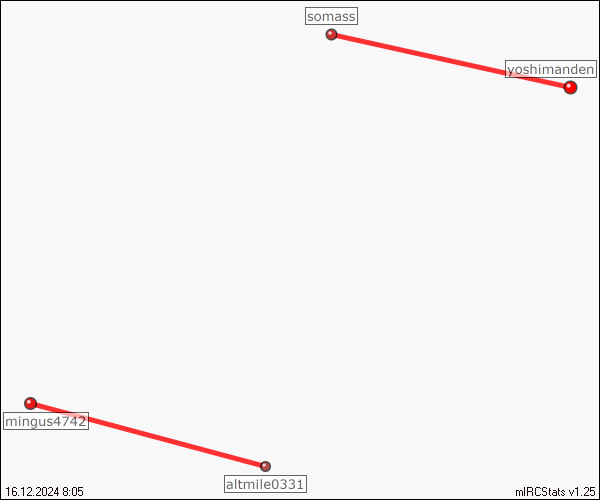 somass
yoshimanden
mingus4742
altmile0331
16.12.2024 8:05
mIRCStats v1.25